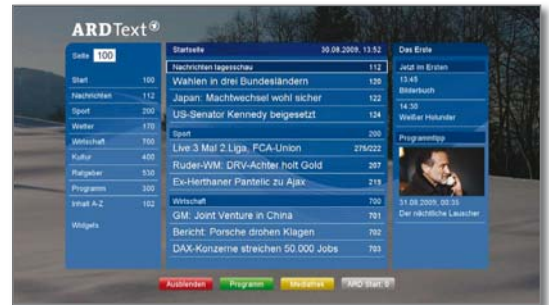 ARD Text
Seite 100
Start 100
Nachrichten 112
Sport 200
Wetter 170
Wirtschaft 700
Kultur 400
Ratgeber 530
Programm 300
Inhalt A-Z 102
Widgets
Startseite 30.08.2009, 13:52
Nachrichten tagesschau 112
Wahlen in drei Bundesländern 120
Japan: Machtwechsel wohl sicher 122
US-Senator Kennedy beigesetzt 124
Sport 200
Live 3 Mal 2.Liga, FCA-Union 275/222
Ruder-WM: DRV-Achter holt Gold 207
Ex-Herthaner Pantelic zu Ajax 219
Wirtschaft 700
GM: Joint Venture in China 701
Bericht: Porsche drohen Klagen 702
DAX-Konzerne streichen 50.000 Jobs 703
Das Erste
Jetzt im Ersten
13:45
Bilderbuch
14:30
Weißer Holunder
Programmtipp
31.08.2009, 00:35
Der nächtliche Lauscher
Ausblenden Programm Mediathek ARD Start: 0